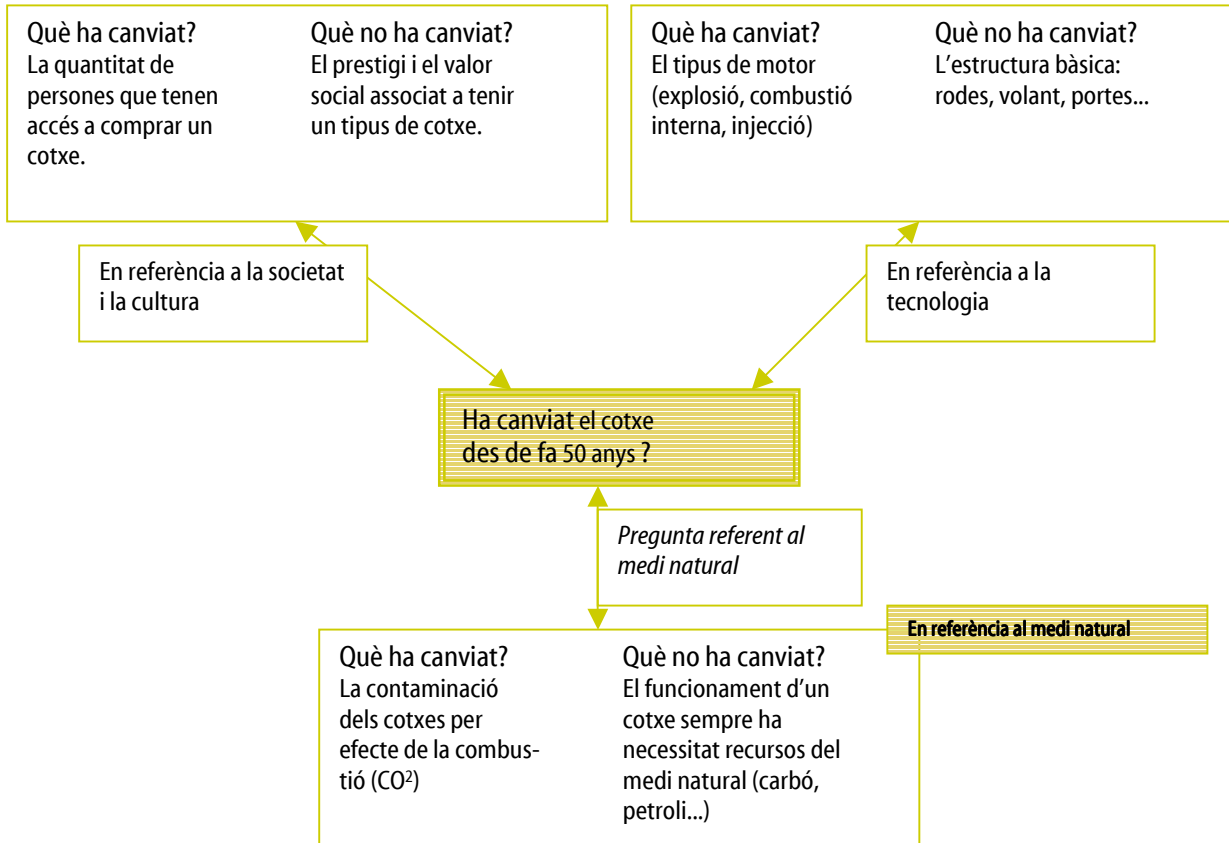 Què ha canviat?
La quantitat de
persones que tenen
accés a comprar un
cotxe.
Què no ha canviat?
El prestigi i el valor
social associat a tenir
un tipus de cotxe.
Què ha canviat?
El tipus de motor
(explosió, combustió
interna, injecció)
Què no ha canviat?
L’estructura bàsica:
rodes, volant, portes...
En referència a la societat
i la cultura
En referència a la
tecnologia
Ha canviat el cotxe
des de fa 50 anys ?
Pregunta referent al
medi natural
En referència al medi natural
Què ha canviat?
La contaminació
dels cotxes per
efecte de la combus-
tió (CO²)
Què no ha canviat?
El funcionament d’un
cotxe sempre ha
necessitat recursos del
medi natural (carbó,
petroli...)